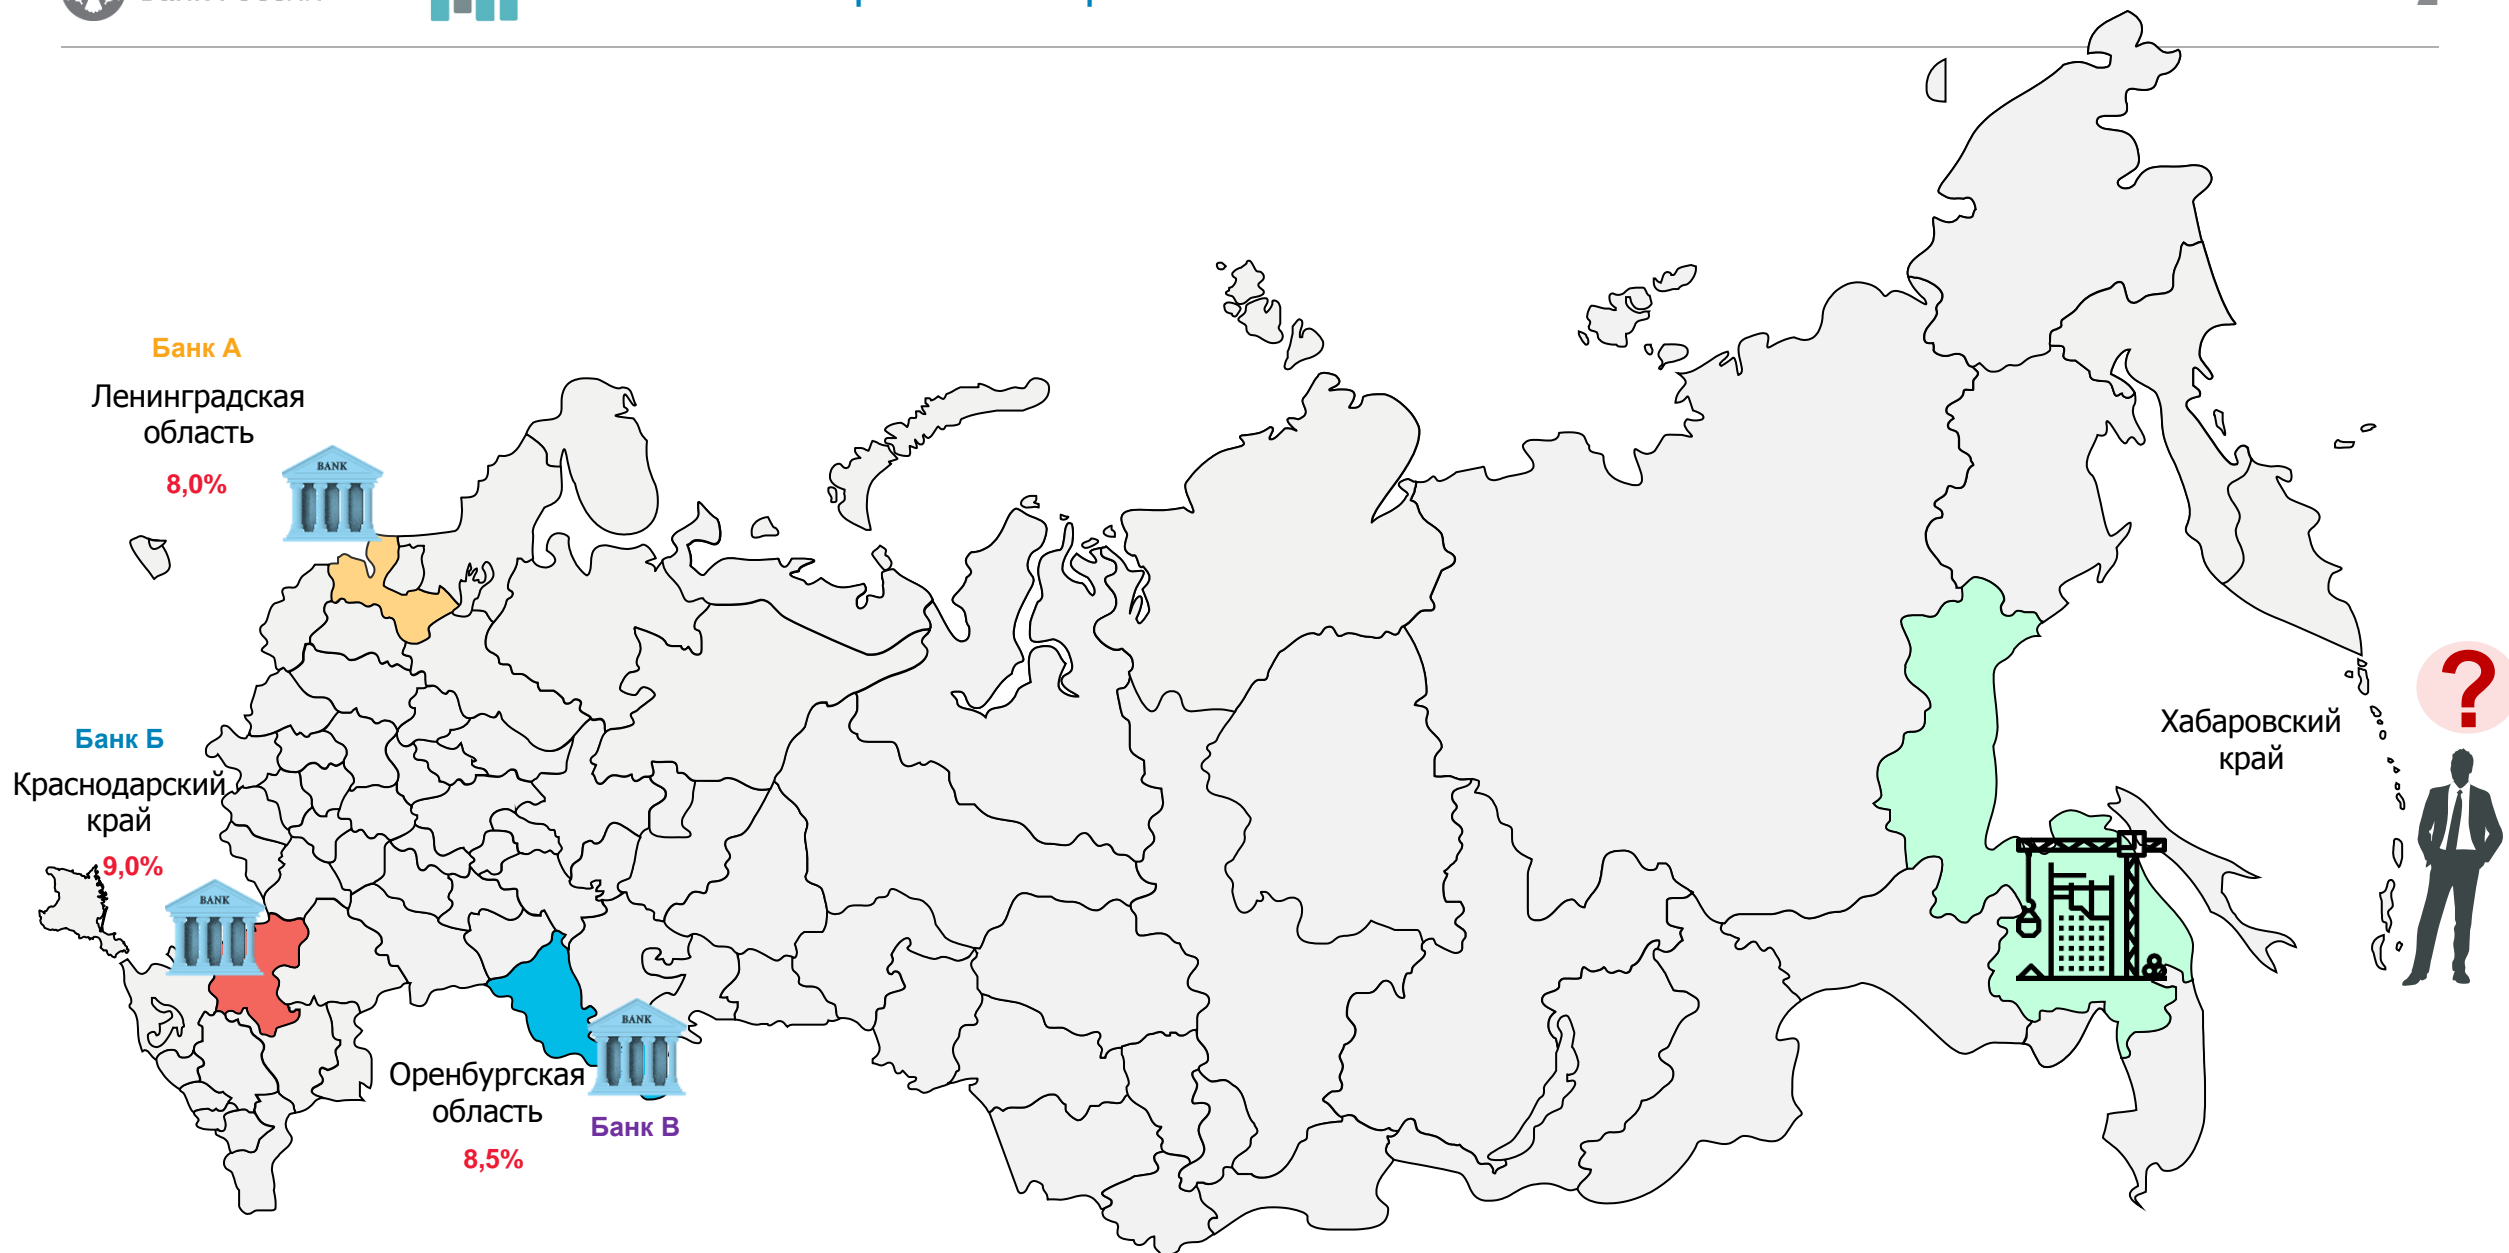 Банк А
Ленинградская
область
8,0%
BANK
Банк Б
Краснодарский
край
9,0%
BANK
Оренбургская
область
8,5%
BANK
Банк В
Хабаровский
край
?